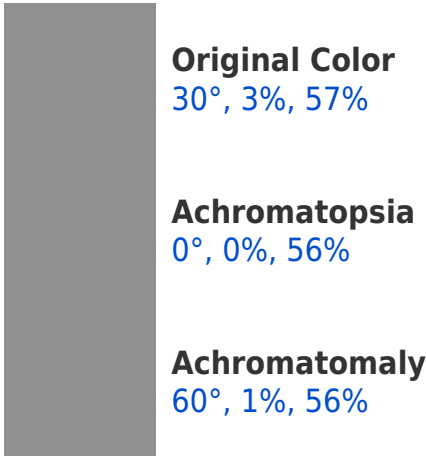 Original Color
30°, 3%, 57%
Achromatopsia
0°, 0%, 56%
Achromatomaly
60°, 1%, 56%